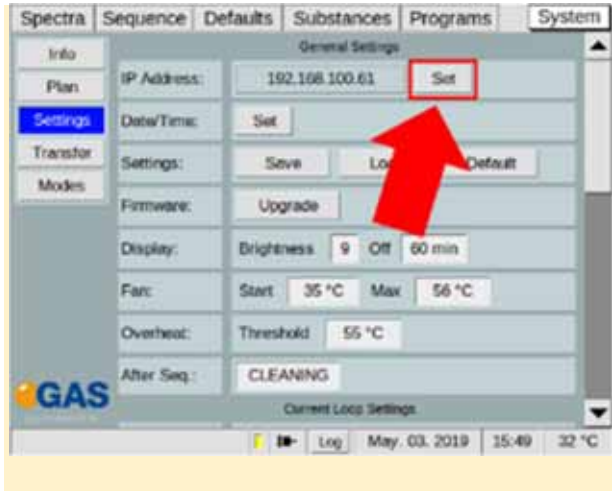 Spectra Sequence Defaults Substances Programs System
General Settings
Info
IP Address: 192.168.100.61 Set
Plan
Settings
Date/Time: Set
Transfer
Settings: Save Default
Modes
Firmware: Upgrade
Display: Brightness 9 Off 60 min
Fan: Start 35 °C Max 56 °C
Overheat: Threshold 55 °C
After Seq.: CLEANING
GAS
Current Loop Settings
Log May. 03. 2019 15:49 32 °C